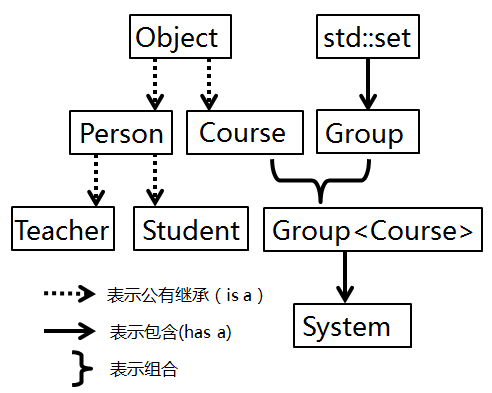 Object
std::set
Person
Course
Group
Teacher
Student
Group<Course>
System
表示公有继承（is a）
表示包含(has a)
表示组合